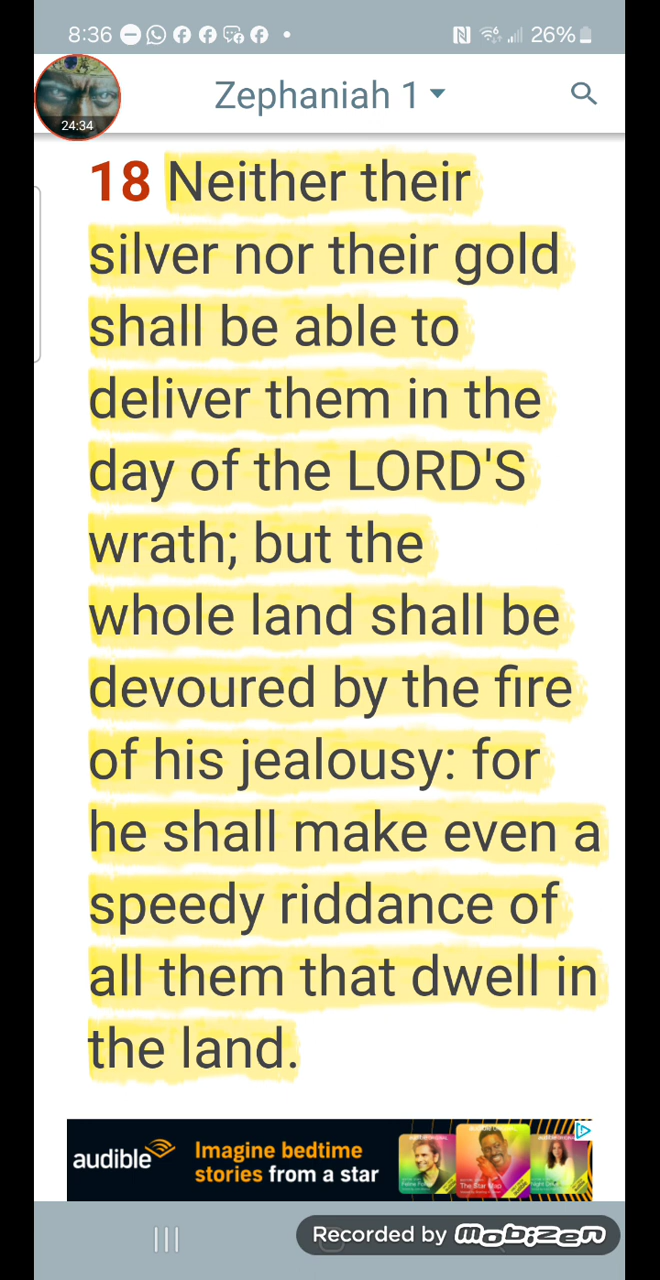 8:36 26%
Zephaniah 1
24:34
18 Neither their
silver nor their gold
shall be able to
deliver them in the
day of the LORD'S
wrath; but the
whole land shall be
devoured by the fire
of his jealousy: for
he shall make even a
speedy riddance of
all them that dwell in
the land.
audible
Imagine bedtime
stories from a star
The Star Map
Recorded by Mobizen